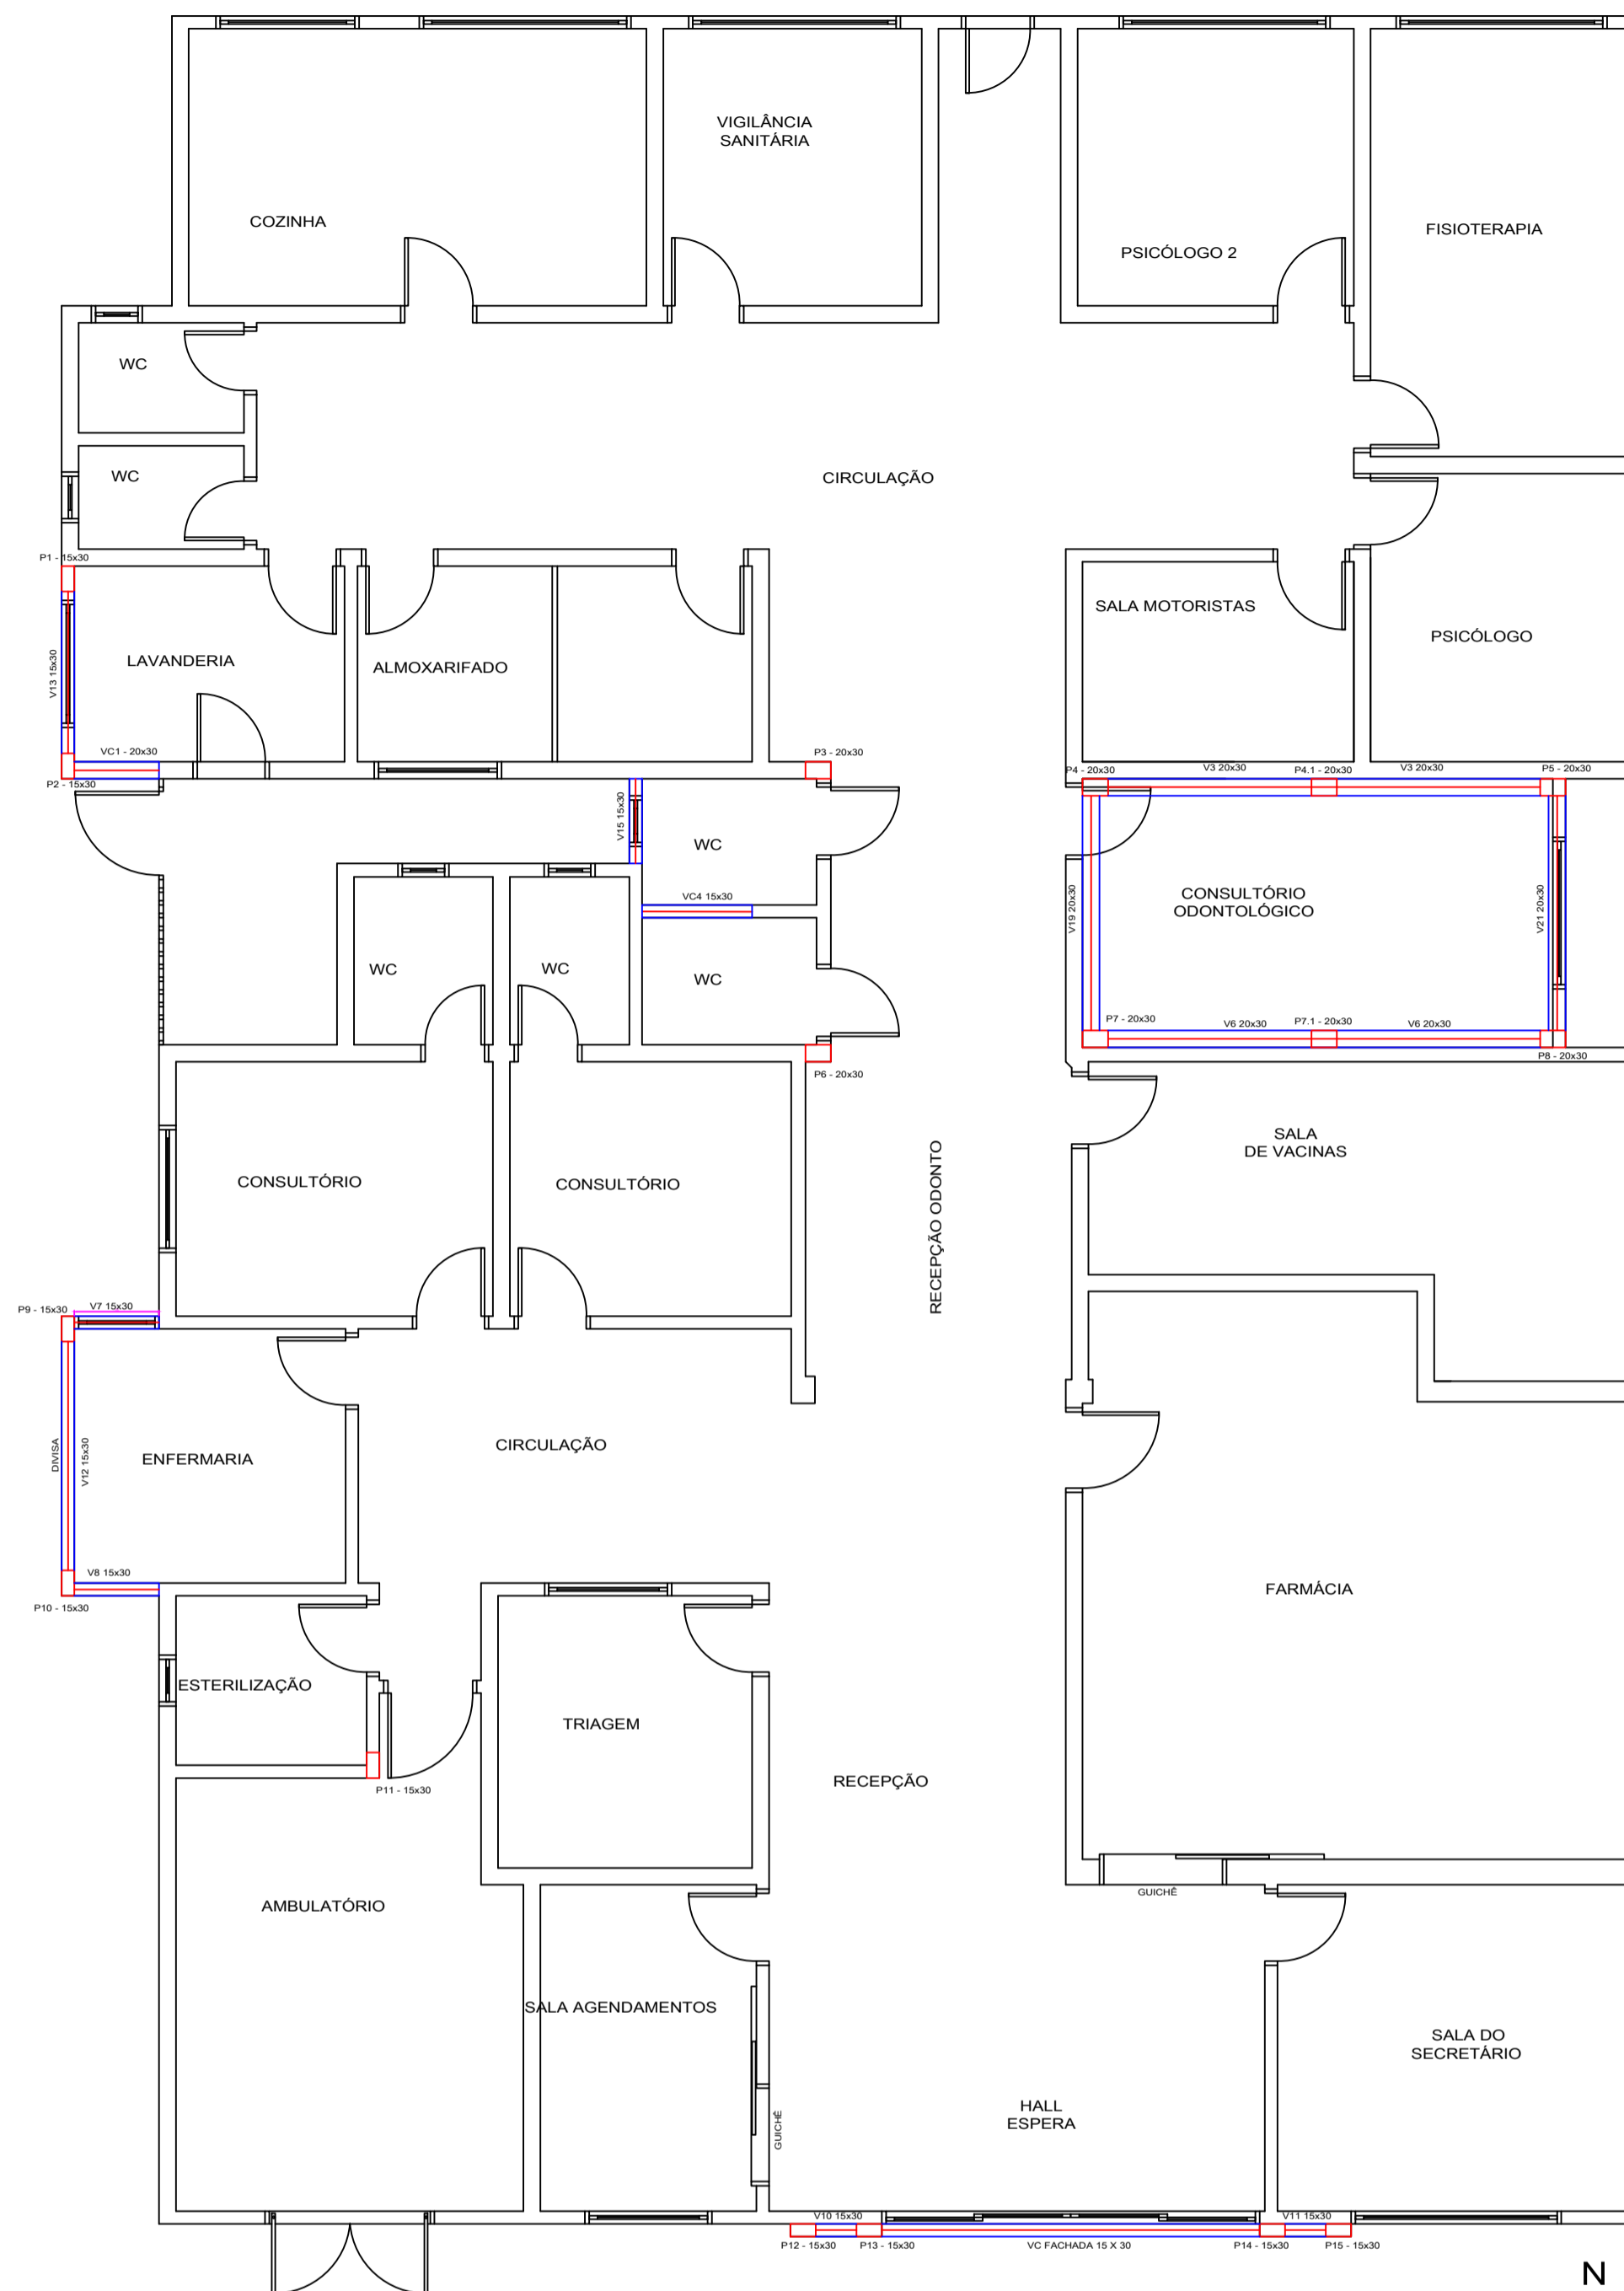 VIGILÂNCIA
SANITÁRIA
COZINHA
PSICÓLOGO 2
FISIOTERAPIA
WC
WC
CIRCULAÇÃO
P1 - 15x30
V13 15x30
LAVANDERIA
ALMOXARIFADO
SALA MOTORISTAS
PSICÓLOGO
VC1 - 20x30
P2 - 15x30
P3 - 20x30
P4 - 20x30
V3 20x30
P4.1 - 20x30
V3 20x30
P5 - 20x30
V15 15x30
WC
VC4 15x30
WC
WC
WC
V19 20x30
CONSULTÓRIO
ODONTOLÓGICO
V21 20x30
P7 - 20x30
V6 20x30
P7.1 - 20x30
V6 20x30
P8 - 20x30
P6 - 20x30
CONSULTÓRIO
CONSULTÓRIO
RECEPÇÃO ODONTO
SALA
DE VACINAS
P9 - 15x30
V7 15x30
DIVISA
V12 15x30
ENFERMARIA
CIRCULAÇÃO
V8 15x30
P10 - 15x30
FARMÁCIA
ESTERILIZAÇÃO
TRIAGEM
P11 - 15x30
RECEPÇÃO
AMBULATÓRIO
GUICHÊ
SALA AGENDAMENTOS
GUICHÊ
HALL
ESPERA
SALA DO
SECRETÁRIO
V10 15x30
V11 15x30
P12 - 15x30
P13 - 15x30
VC FACHADA 15 X 30
P14 - 15x30
P15 - 15x30
N